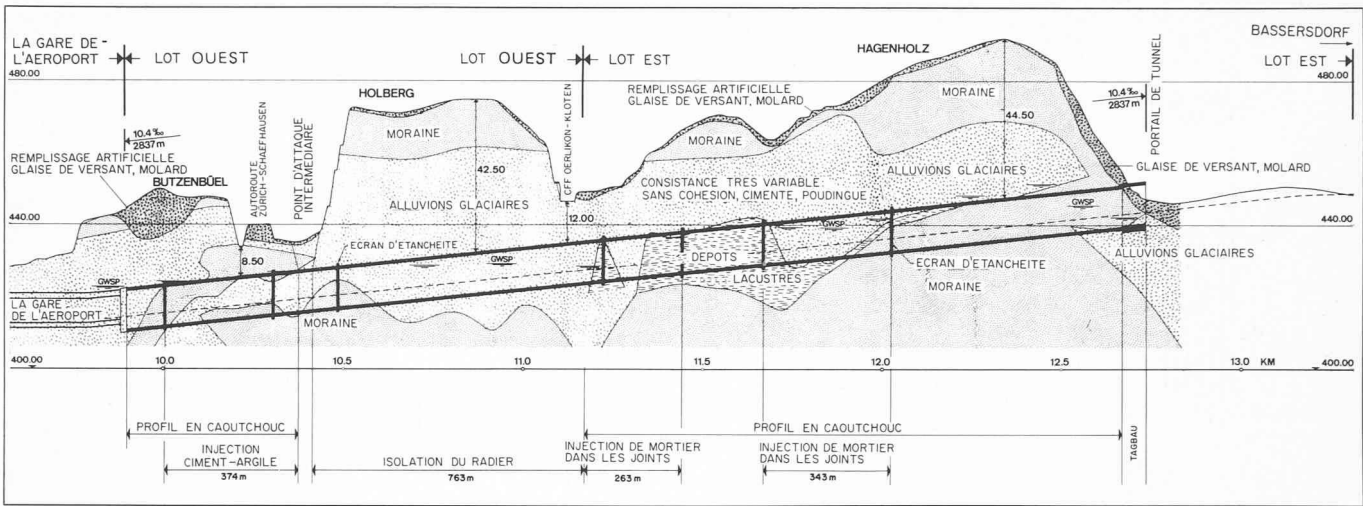 LA GARE DE -
L'AEROPORT
LOT OUEST
LOT OUEST
LOT EST
BASSERSDORF
LOT EST
480.00
480.00
HAGENHOLZ
HOLBERG
MORAINE
REMPLISSAGE ARTIFICIELLE
GLAISE DE VERSANT, MOLARD
MORAINE
44.50
10.4 ‰
2837 m
PORTAIL DE TUNNEL
10.4 ‰
2837 m
REMPLISSAGE ARTIFICIELLE
GLAISE DE VERSANT, MOLARD
BUTZENBÜEL
AUTOROUTE
ZÜRICH-SCHAEFHAUSEN
POINT D'ATTAQUE
INTERMEDIAIRE
MORAINE
42.50
CFF OERLIKON-KLOTEN
GLAISE DE VERSANT, MOLARD
ALLUVIONS GLACIAIRES
ALLUVIONS GLACIAIRES
CONSISTANCE TRES VARIABLE:
SANS COHESION, CIMENTE, POUDINGUE
440.00
440.00
12.00
8.50
GWSP
ECRAN D'ETANCHEITE
GWSP
GWSP
GWSP
GWSP
DEPOTS
LACUSTRES
ECRAN D'ETANCHEITE
MORAINE
ALLUVIONS GLACIAIRES
LA GARE
DE L'AEROPORT
MORAINE
400.00
10.0
10.5
11.0
11.5
12.0
12.5
13.0
KM
400.00
PROFIL EN CAOUTCHOUC
PROFIL EN CAOUTCHOUC
TAGBAU
INJECTION
CIMENT-ARGILE
374 m
ISOLATION DU RADIER
763 m
INJECTION DE MORTIER
DANS LES JOINTS
263 m
INJECTION DE MORTIER
DANS LES JOINTS
343 m